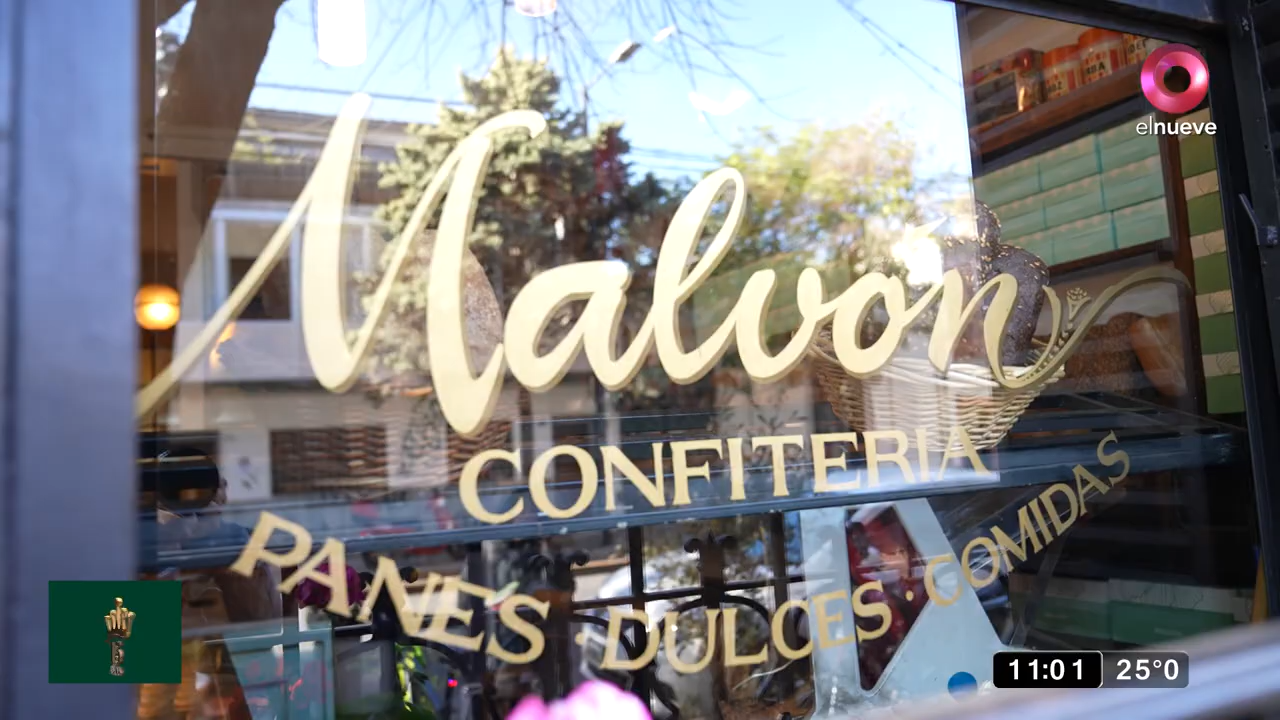 elnueve
Malvon
CONFITERIA
PANES · DULCES · COMIDAS
11:01 25°0